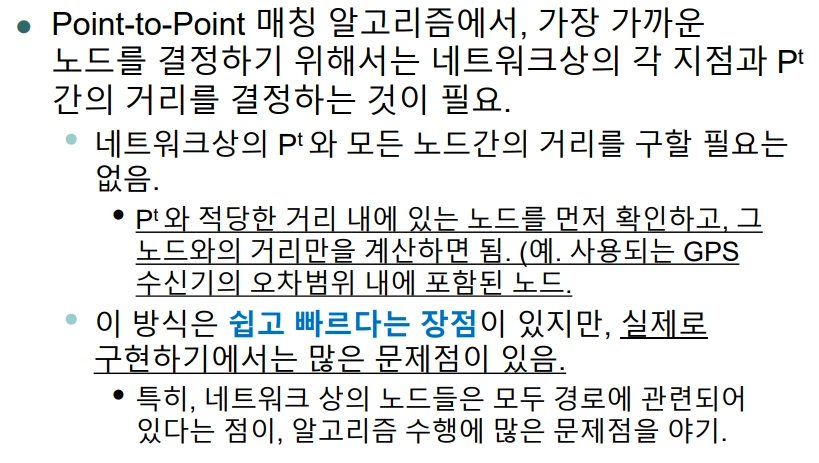 Point-to-Point 매칭 알고리즘에서, 가장 가까운
노드를 결정하기 위해서는 네트워크상의 각 지점과 Pᵗ
간의 거리를 결정하는 것이 필요.
네트워크상의 Pᵗ 와 모든 노드간의 거리를 구할 필요는
없음.
Pᵗ 와 적당한 거리 내에 있는 노드를 먼저 확인하고, 그
노드와의 거리만을 계산하면 됨. (예. 사용되는 GPS
수신기의 오차범위 내에 포함된 노드.
이 방식은 쉽고 빠르다는 장점이 있지만, 실제로
구현하기에서는 많은 문제점이 있음.
특히, 네트워크 상의 노드들은 모두 경로에 관련되어
있다는 점이, 알고리즘 수행에 많은 문제점을 야기.